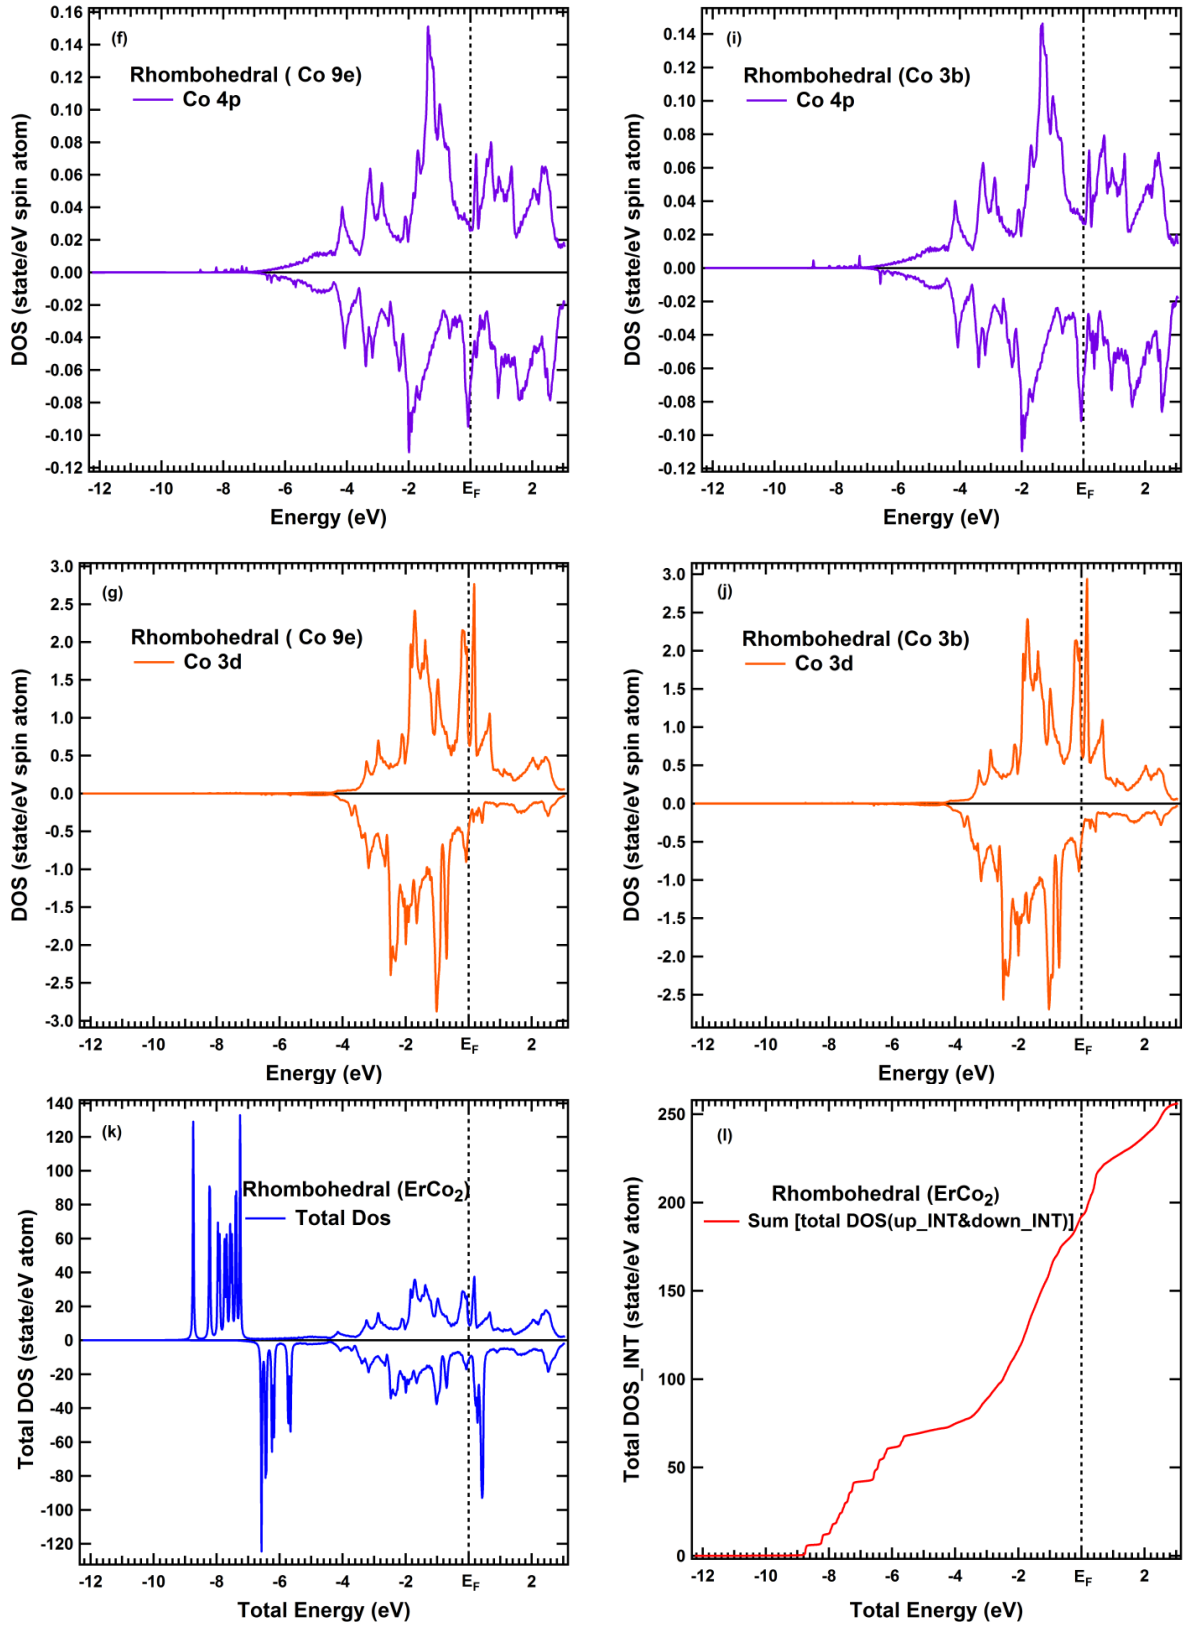 (f)
Rhombohedral ( Co 9e)
Co 4p
DOS (state/eV spin atom)
0.16
0.14
0.12
0.10
0.08
0.06
0.04
0.02
0.00
-0.02
-0.04
-0.06
-0.08
-0.10
-0.12
-12 -10 -8 -6 -4 -2 EF 2
Energy (eV)
(i)
Rhombohedral (Co 3b)
Co 4p
DOS (state/eV spin atom)
0.14
0.12
0.10
0.08
0.06
0.04
0.02
0.00
-0.02
-0.04
-0.06
-0.08
-0.10
-0.12
-12 -10 -8 -6 -4 -2 EF 2
Energy (eV)
(g)
Rhombohedral ( Co 9e)
Co 3d
DOS (state/eV spin atom)
3.0
2.5
2.0
1.5
1.0
0.5
0.0
-0.5
-1.0
-1.5
-2.0
-2.5
-3.0
-12 -10 -8 -6 -4 -2 EF 2
Energy (eV)
(j)
Rhombohedral (Co 3b)
Co 3d
DOS (state/eV spin atom)
3.0
2.5
2.0
1.5
1.0
0.5
0.0
-0.5
-1.0
-1.5
-2.0
-2.5
-12 -10 -8 -6 -4 -2 EF 2
Energy (eV)
(k)
Rhombohedral (ErCo2)
Total Dos
Total DOS (state/eV atom)
140
120
100
80
60
40
20
0
-20
-40
-60
-80
-100
-120
-12 -10 -8 -6 -4 -2 EF 2
Total Energy (eV)
(l)
Rhombohedral (ErCo2)
Sum [total DOS(up_INT&down_INT)]
Total DOS_INT (state/eV atom)
250
200
150
100
50
0
-12 -10 -8 -6 -4 -2 EF 2
Total Energy (eV)